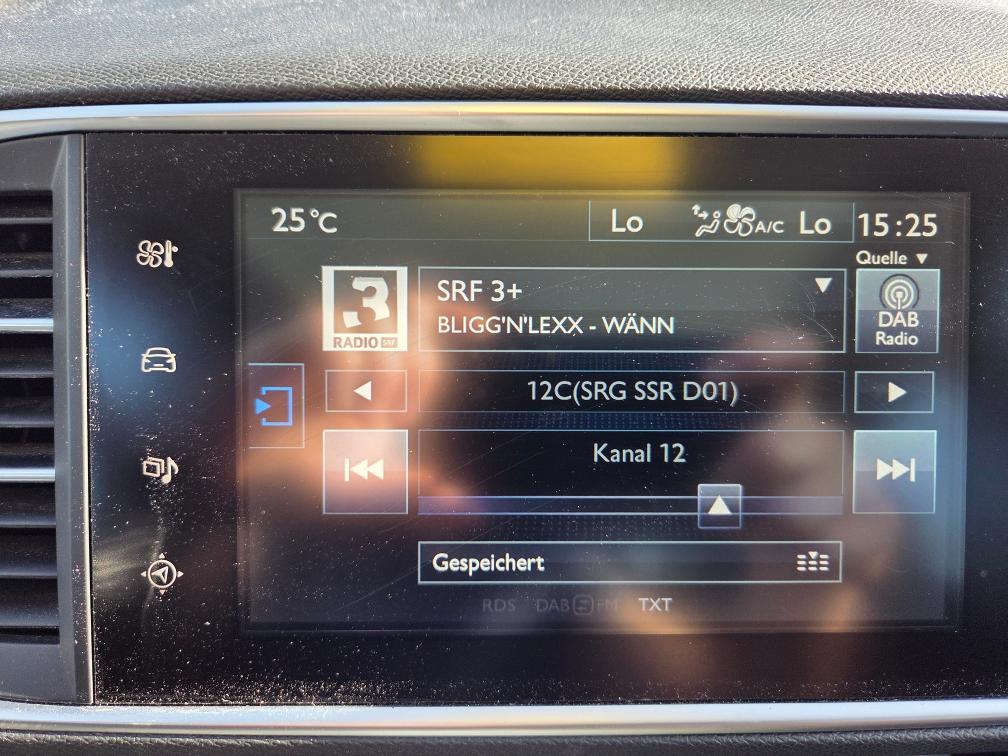 25°C
Lo
A/C
Lo
15:25
Quelle
3
RADIO SRF
SRF 3+
BLIGG'N'LEXX - WÄNN
DAB
Radio
12C(SRG SSR D01)
Kanal 12
Gespeichert
RDS DAB FM TXT